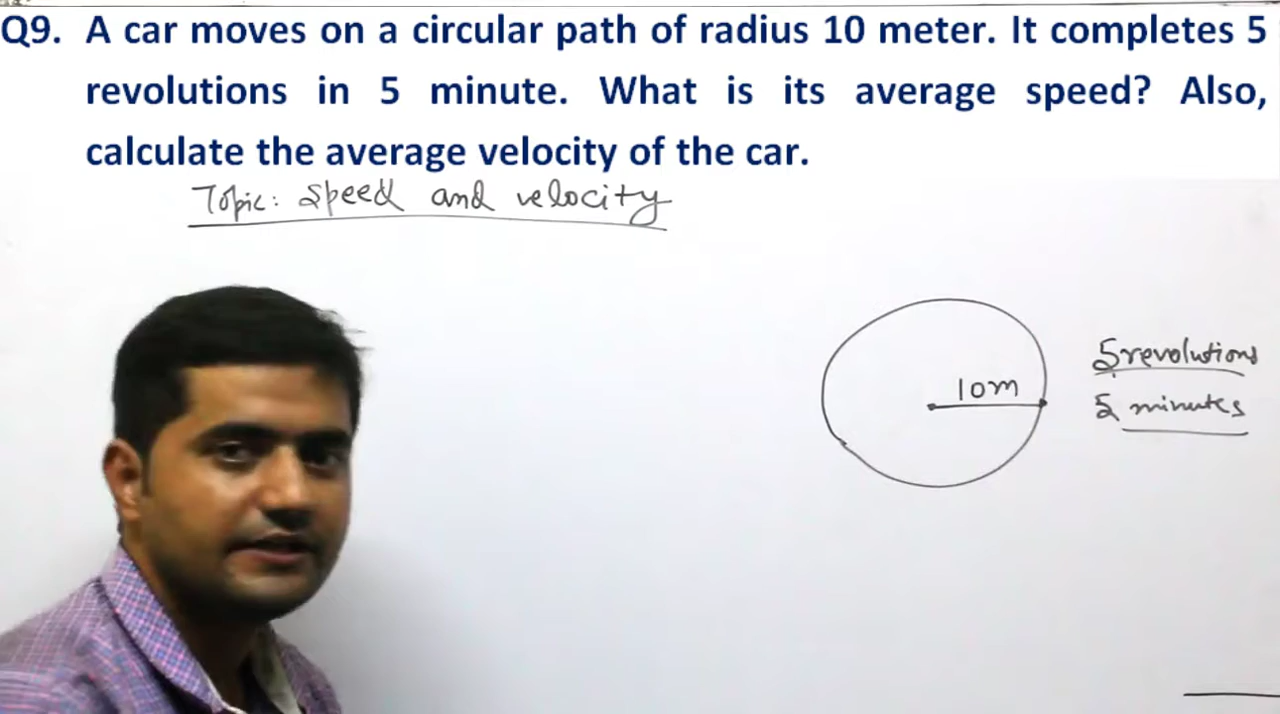 Q9. A car moves on a circular path of radius 10 meter. It completes 5
revolutions in 5 minute. What is its average speed? Also,
calculate the average velocity of the car.
Topic: Speed and velocity
5 revolutions
10m
5 minutes